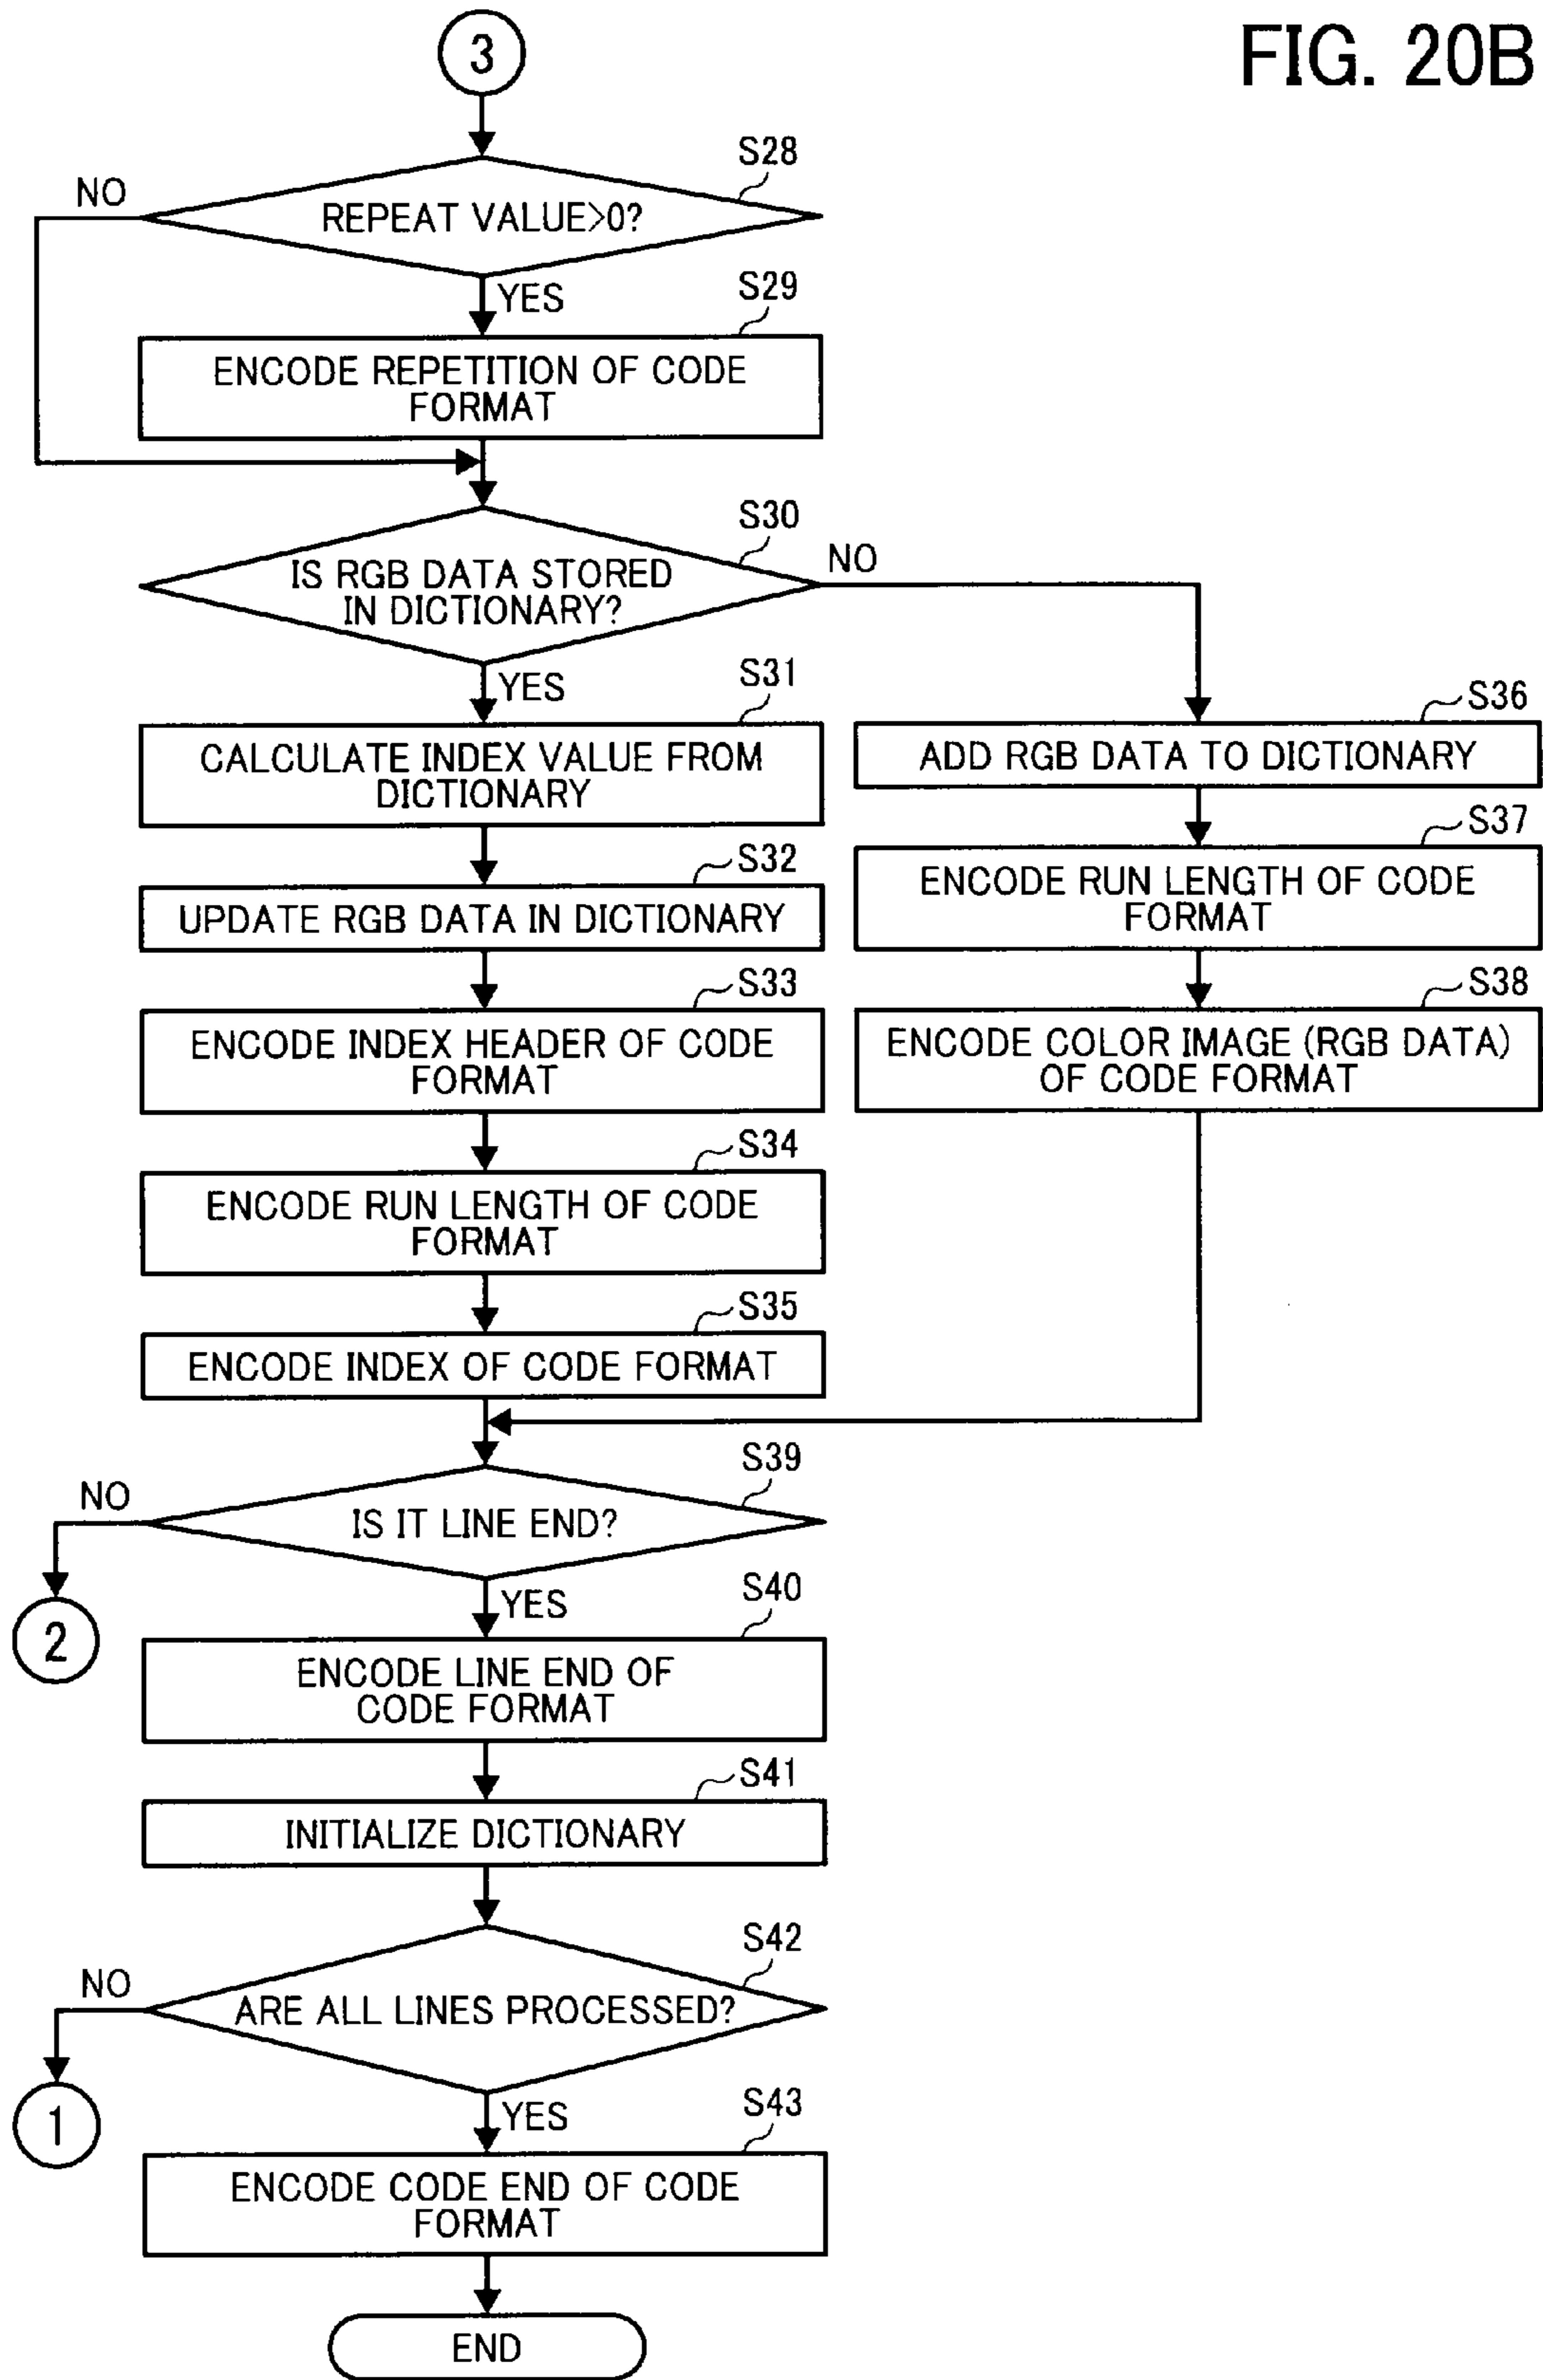 FIG. 20B
3
S28
NO
REPEAT VALUE>0?
YES
S29
ENCODE REPETITION OF CODE
FORMAT
S30
NO
IS RGB DATA STORED
IN DICTIONARY?
YES
S31
CALCULATE INDEX VALUE FROM
DICTIONARY
S32
UPDATE RGB DATA IN DICTIONARY
S33
ENCODE INDEX HEADER OF CODE
FORMAT
S34
ENCODE RUN LENGTH OF CODE
FORMAT
S35
ENCODE INDEX OF CODE FORMAT
S36
ADD RGB DATA TO DICTIONARY
S37
ENCODE RUN LENGTH OF CODE
FORMAT
S38
ENCODE COLOR IMAGE (RGB DATA)
OF CODE FORMAT
S39
NO
IS IT LINE END?
2
YES
S40
ENCODE LINE END OF
CODE FORMAT
S41
INITIALIZE DICTIONARY
S42
NO
ARE ALL LINES PROCESSED?
1
YES
S43
ENCODE CODE END OF CODE
FORMAT
END